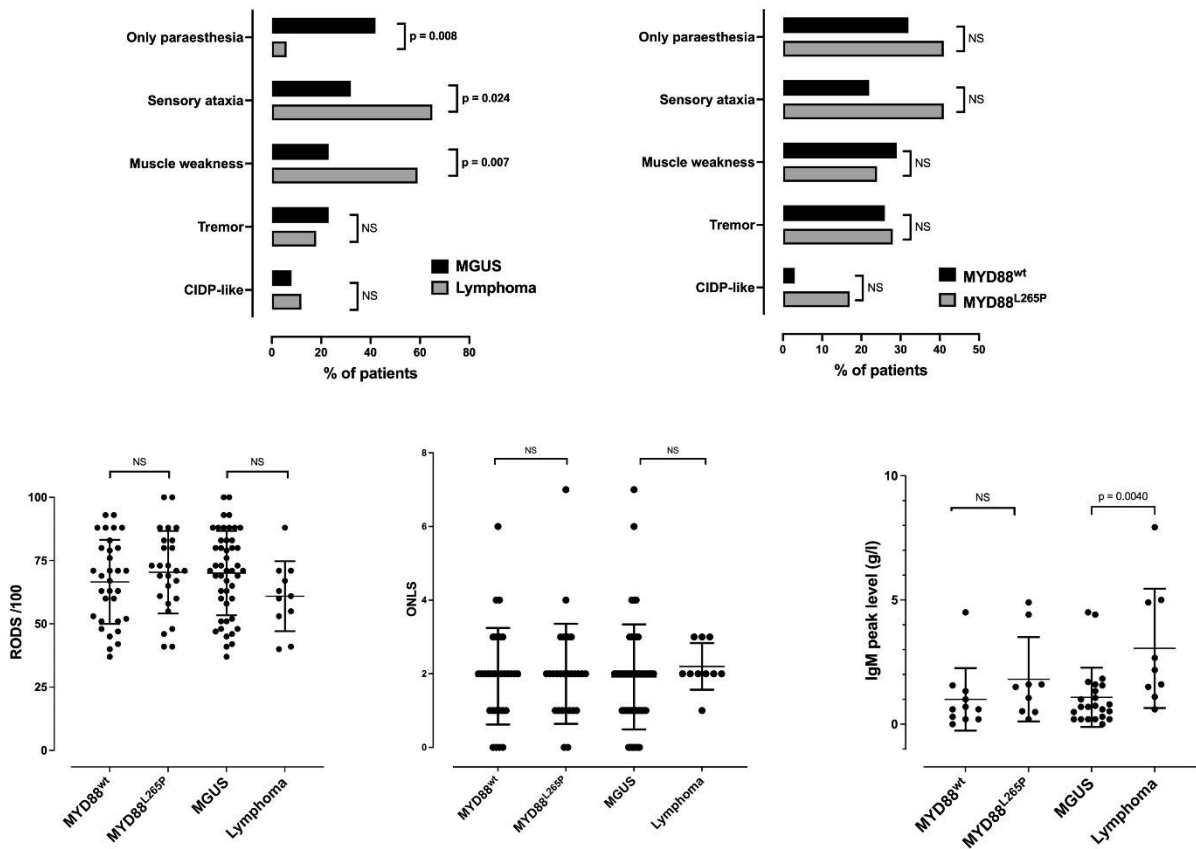 Only paraesthesia
p = 0.008
Sensory ataxia
p = 0.024
Muscle weakness
p = 0.007
Tremor
NS
CIDP-like
NS
MGUS
Lymphoma
0 20 40 60 80
% of patients
Only paraesthesia
NS
Sensory ataxia
NS
Muscle weakness
NS
Tremor
NS
CIDP-like
NS
MYD88wt
MYD88L265P
0 10 20 30 40 50
% of patients
NS NS
100
75
50
25
0
RODS /100
MYD88wt
MYD88L265P
MGUS
Lymphoma
NS NS
8
6
4
2
0
ONLS
MYD88wt
MYD88L265P
MGUS
Lymphoma
NS
p = 0.0040
10
5
0
IgM peak level (g/l)
MYD88wt
MYD88L265P
MGUS
Lymphoma